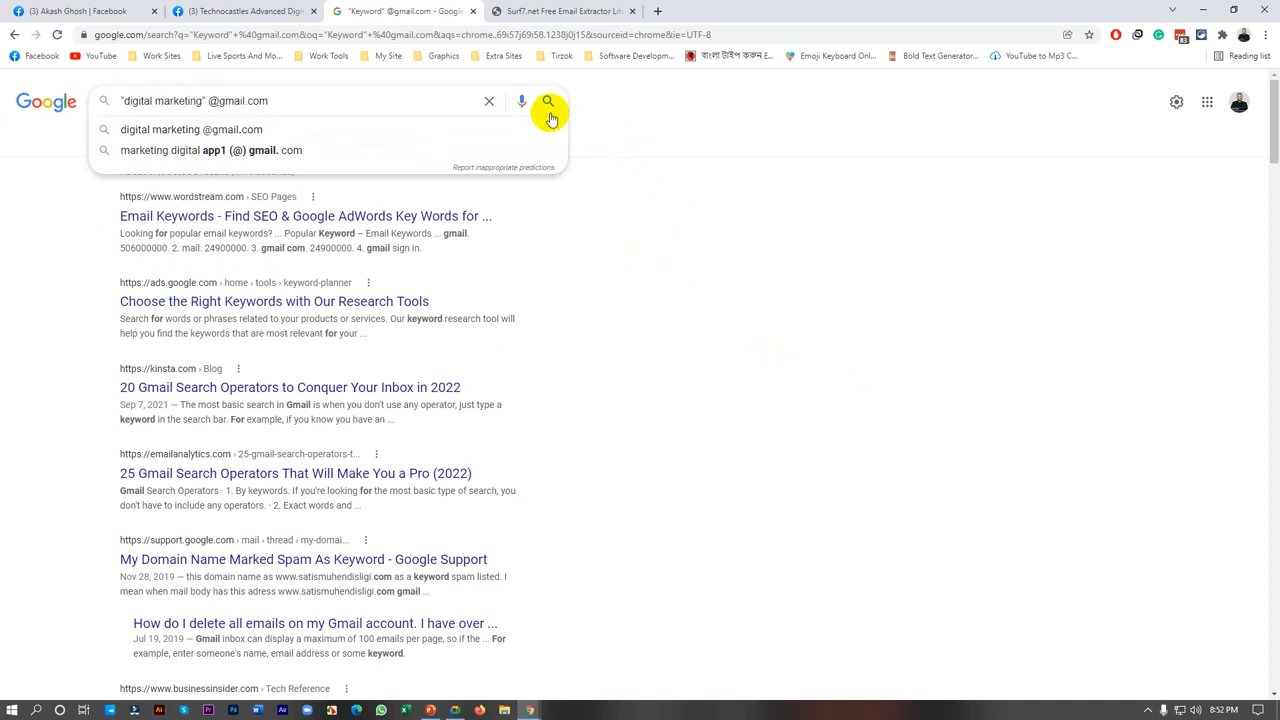 (3) Akash Ghosh | Facebook
(3) Technocastles Advanced Digi
"Keyword" @gmail.com - Google
Surf7.net Free Email Extractor Lite
google.com/search?q="Keyword"+%40gmail.com&oq="Keyword"+%40gmail.com&aqs=chrome..69i57j69i58.1238j0j15&sourceid=chrome&ie=UTF-8
Facebook
YouTube
Work Sites
Live Sports And Mo...
Work Tools
My Site
Graphics
Extra Sites
Tirzok
Software Developm...
বাংলা টাইপ করুন E...
Emoji Keyboard Onl...
Bold Text Generator...
YouTube to Mp3 C...
Reading list
Google
"digital marketing" @gmail.com
digital marketing @gmail.com
marketing digital app1 (@) gmail. com
Report inappropriate predictions
https://www.wordstream.com › SEO Pages
Email Keywords - Find SEO & Google AdWords Key Words for ...
Looking for popular email keywords? ... Popular Keyword – Email Keywords ... gmail.
506000000. 2. mail. 24900000. 3. gmail com. 24900000. 4. gmail sign in.
https://ads.google.com › home › tools › keyword-planner
Choose the Right Keywords with Our Research Tools
Search for words or phrases related to your products or services. Our keyword research tool will
help you find the keywords that are most relevant for your ...
https://kinsta.com › Blog
20 Gmail Search Operators to Conquer Your Inbox in 2022
Sep 7, 2021 — The most basic search in Gmail is when you don't use any operator, just type a
keyword in the search bar. For example, if you know you have an ...
https://emailanalytics.com › 25-gmail-search-operators-t...
25 Gmail Search Operators That Will Make You a Pro (2022)
Gmail Search Operators · 1. By keywords. If you're looking for the most basic type of search, you
don't have to include any operators. · 2. Exact words and ...
https://support.google.com › mail › thread › my-domai...
My Domain Name Marked Spam As Keyword - Google Support
Nov 28, 2019 — this domain name as www.satismuhendisligi.com as a keyword spam listed. I
mean when mail body has this adress www.satismuhendisligi.com gmail ...
How do I delete all emails on my Gmail account. I have over ...
Jul 19, 2019 — Gmail inbox can display a maximum of 100 emails per page, so if the ... For
example, enter someone's name, email address or some keyword.
https://www.businessinsider.com › Tech Reference
8:52 PM